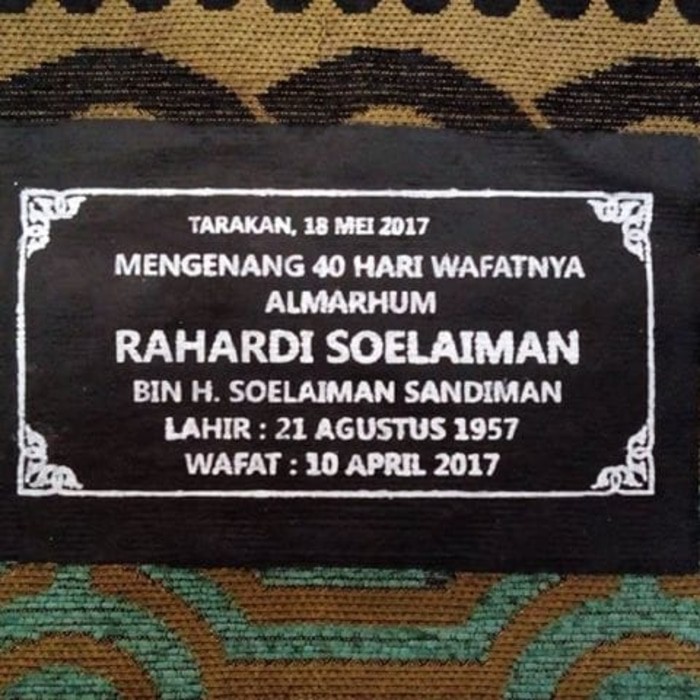 TARAKAN, 18 MEI 2017
MENGENANG 40 HARI WAFATNYA
ALMARHUM
RAHARDI SOELAIMAN
BIN H. SOELAIMAN SANDIMAN
LAHIR : 21 AGUSTUS 1957
WAFAT : 10 APRIL 2017